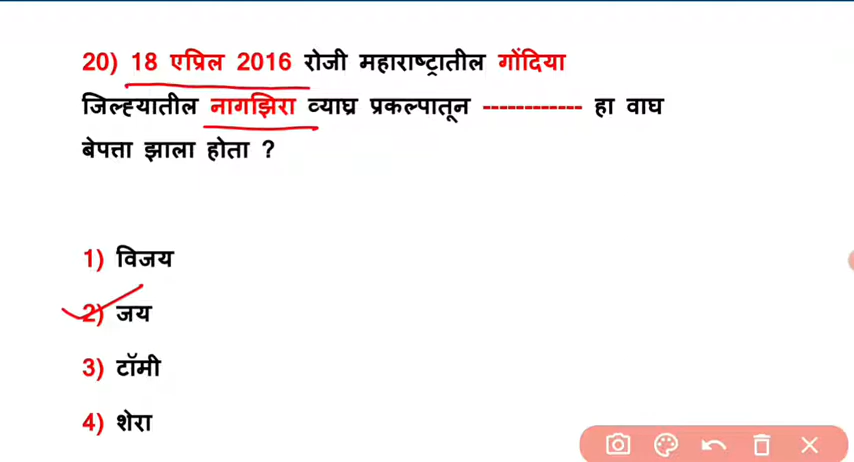 20) 18 एप्रिल 2016 रोजी महाराष्ट्रातील गोंदिया
जिल्ह्यातील नागझिरा व्याघ्र प्रकल्पातून ------------ हा वाघ
बेपत्ता झाला होता ?
1) विजय
2) जय
3) टॉमी
4) शेरा